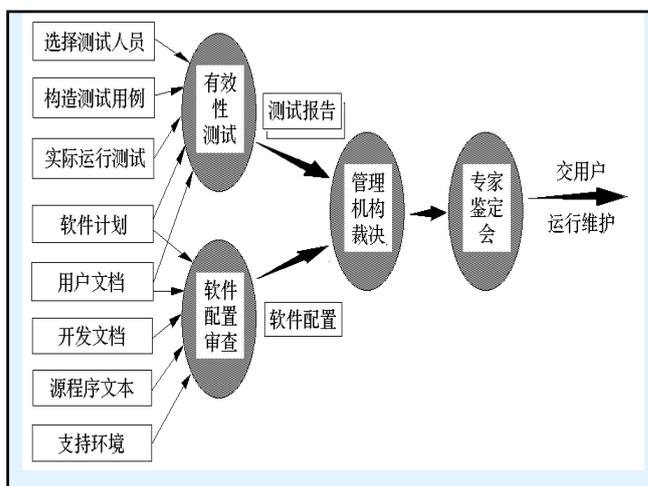 选择测试人员
构造测试用例
实际运行测试
软件计划
用户文档
开发文档
源程序文本
支持环境
有效
性
测试
测试报告
软件
配置
审查
软件配置
管理
机构
裁决
专家
鉴定
会
交用户
运行维护